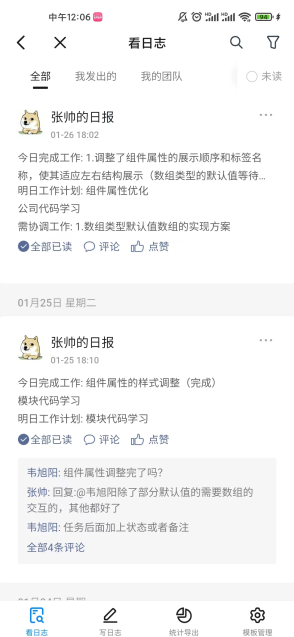 中午12:06
94
看日志
全部
我发出的
我的团队
未读
张帅的日报
01-26 18:02
今日完成工作: 1.调整了组件属性的展示顺序和标签名
称，使其适应左右结构展示（数组类型的默认值等待...
明日工作计划: 组件属性优化
公司代码学习
需协调工作: 1.数组类型默认值数组的实现方案
全部已读
评论
点赞
01月25日 星期二
张帅的日报
01-25 18:10
今日完成工作: 组件属性的样式调整（完成）
模块代码学习
明日工作计划: 模块代码学习
全部已读
评论
点赞
韦旭阳: 组件属性调整完了吗？
张帅: 回复:@韦旭阳除了部分默认值的需要数组的
交互的，其他都好了
韦旭阳: 任务后面加上状态或者备注
全部4条评论
看日志
写日志
统计导出
模板管理